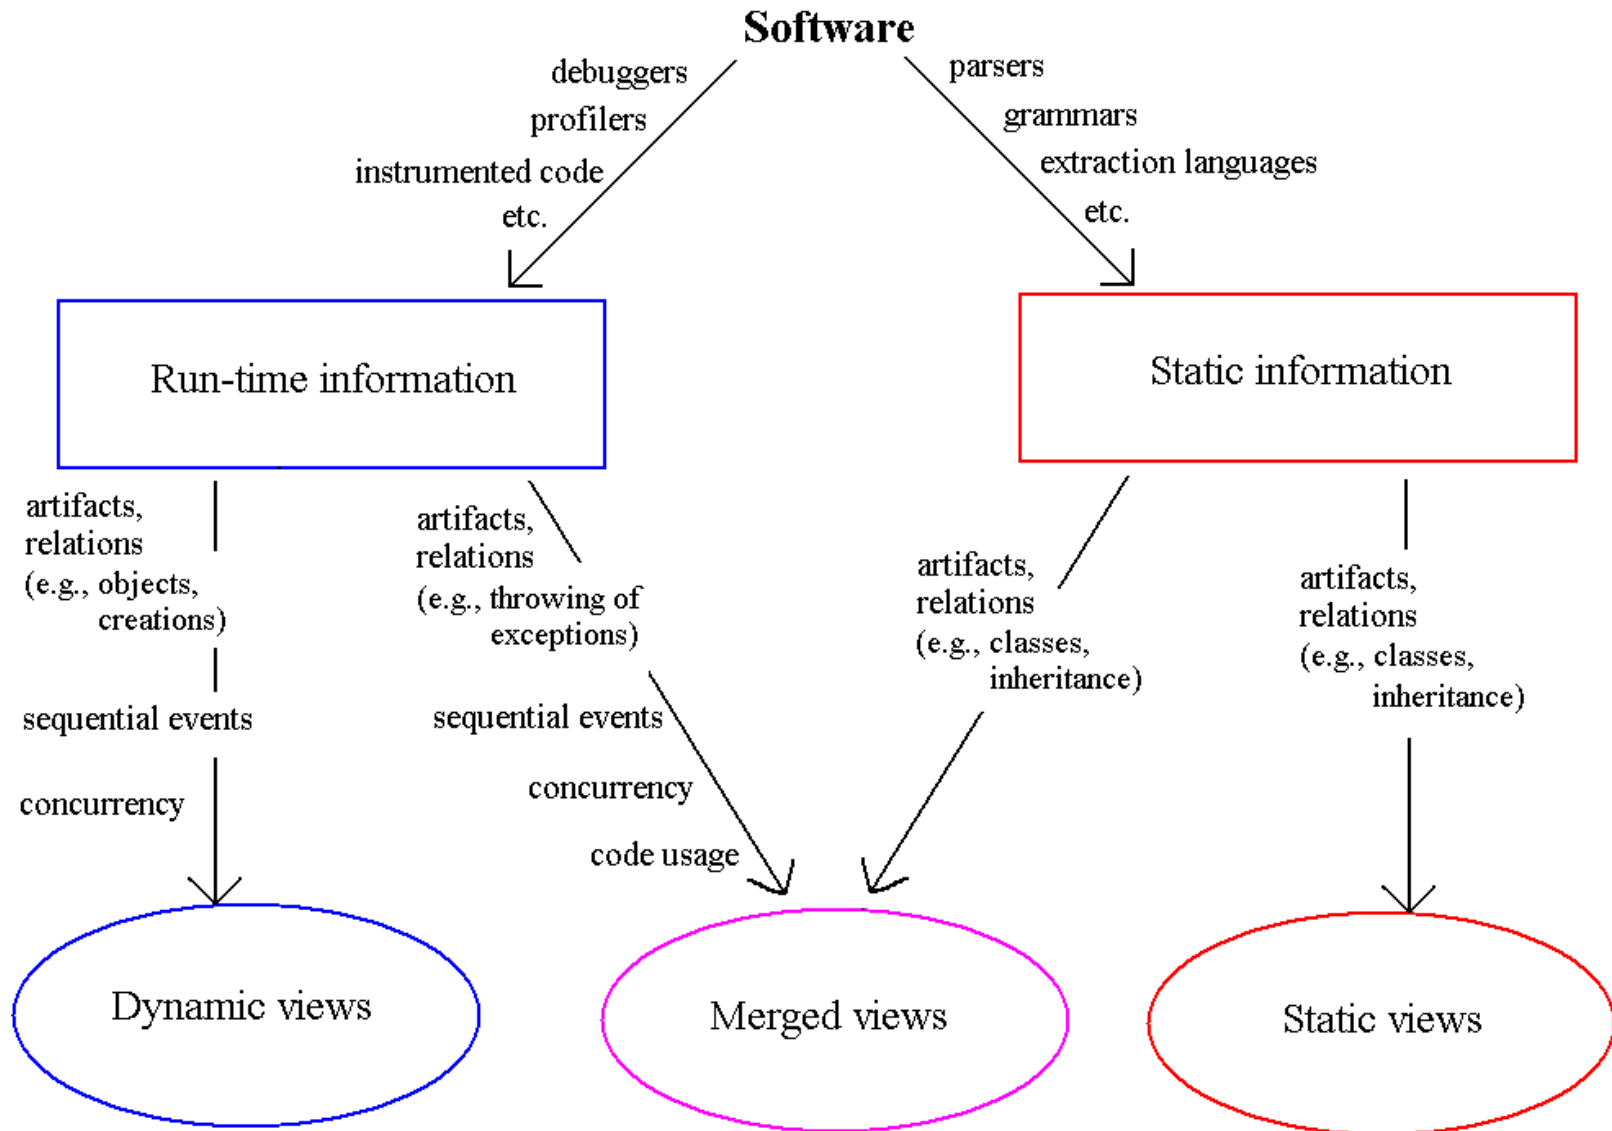 Software
debuggers
profilers
instrumented code
etc.
parsers
grammars
extraction languages
etc.
Run-time information
Static information
artifacts,
relations
(e.g., objects,
creations)
sequential events
concurrency
artifacts,
relations
(e.g., throwing of
exceptions)
sequential events
concurrency
code usage
artifacts,
relations
(e.g., classes,
inheritance)
artifacts,
relations
(e.g., classes,
inheritance)
Dynamic views
Merged views
Static views